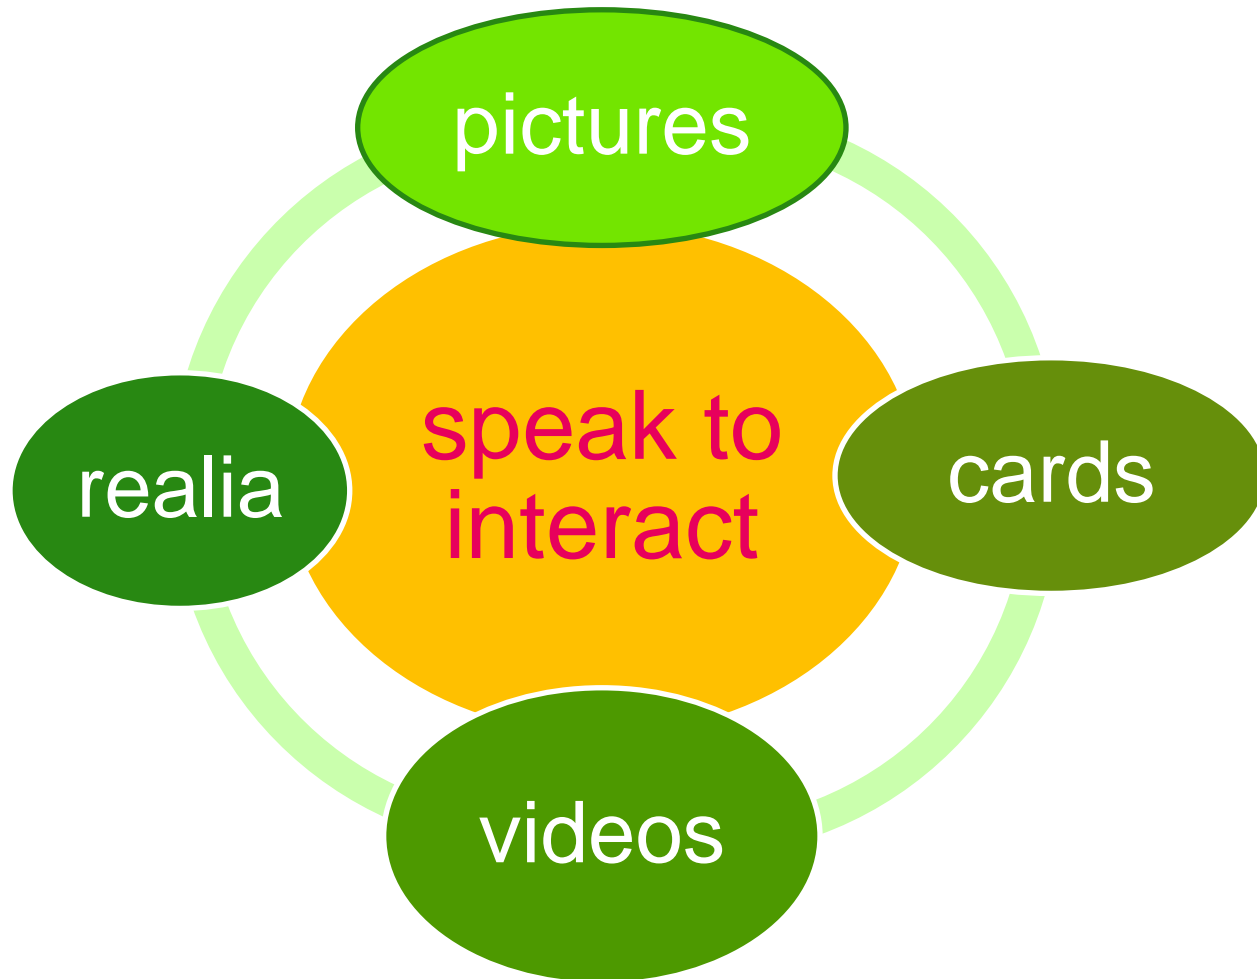 pictures
speak to
interact
realia
cards
videos